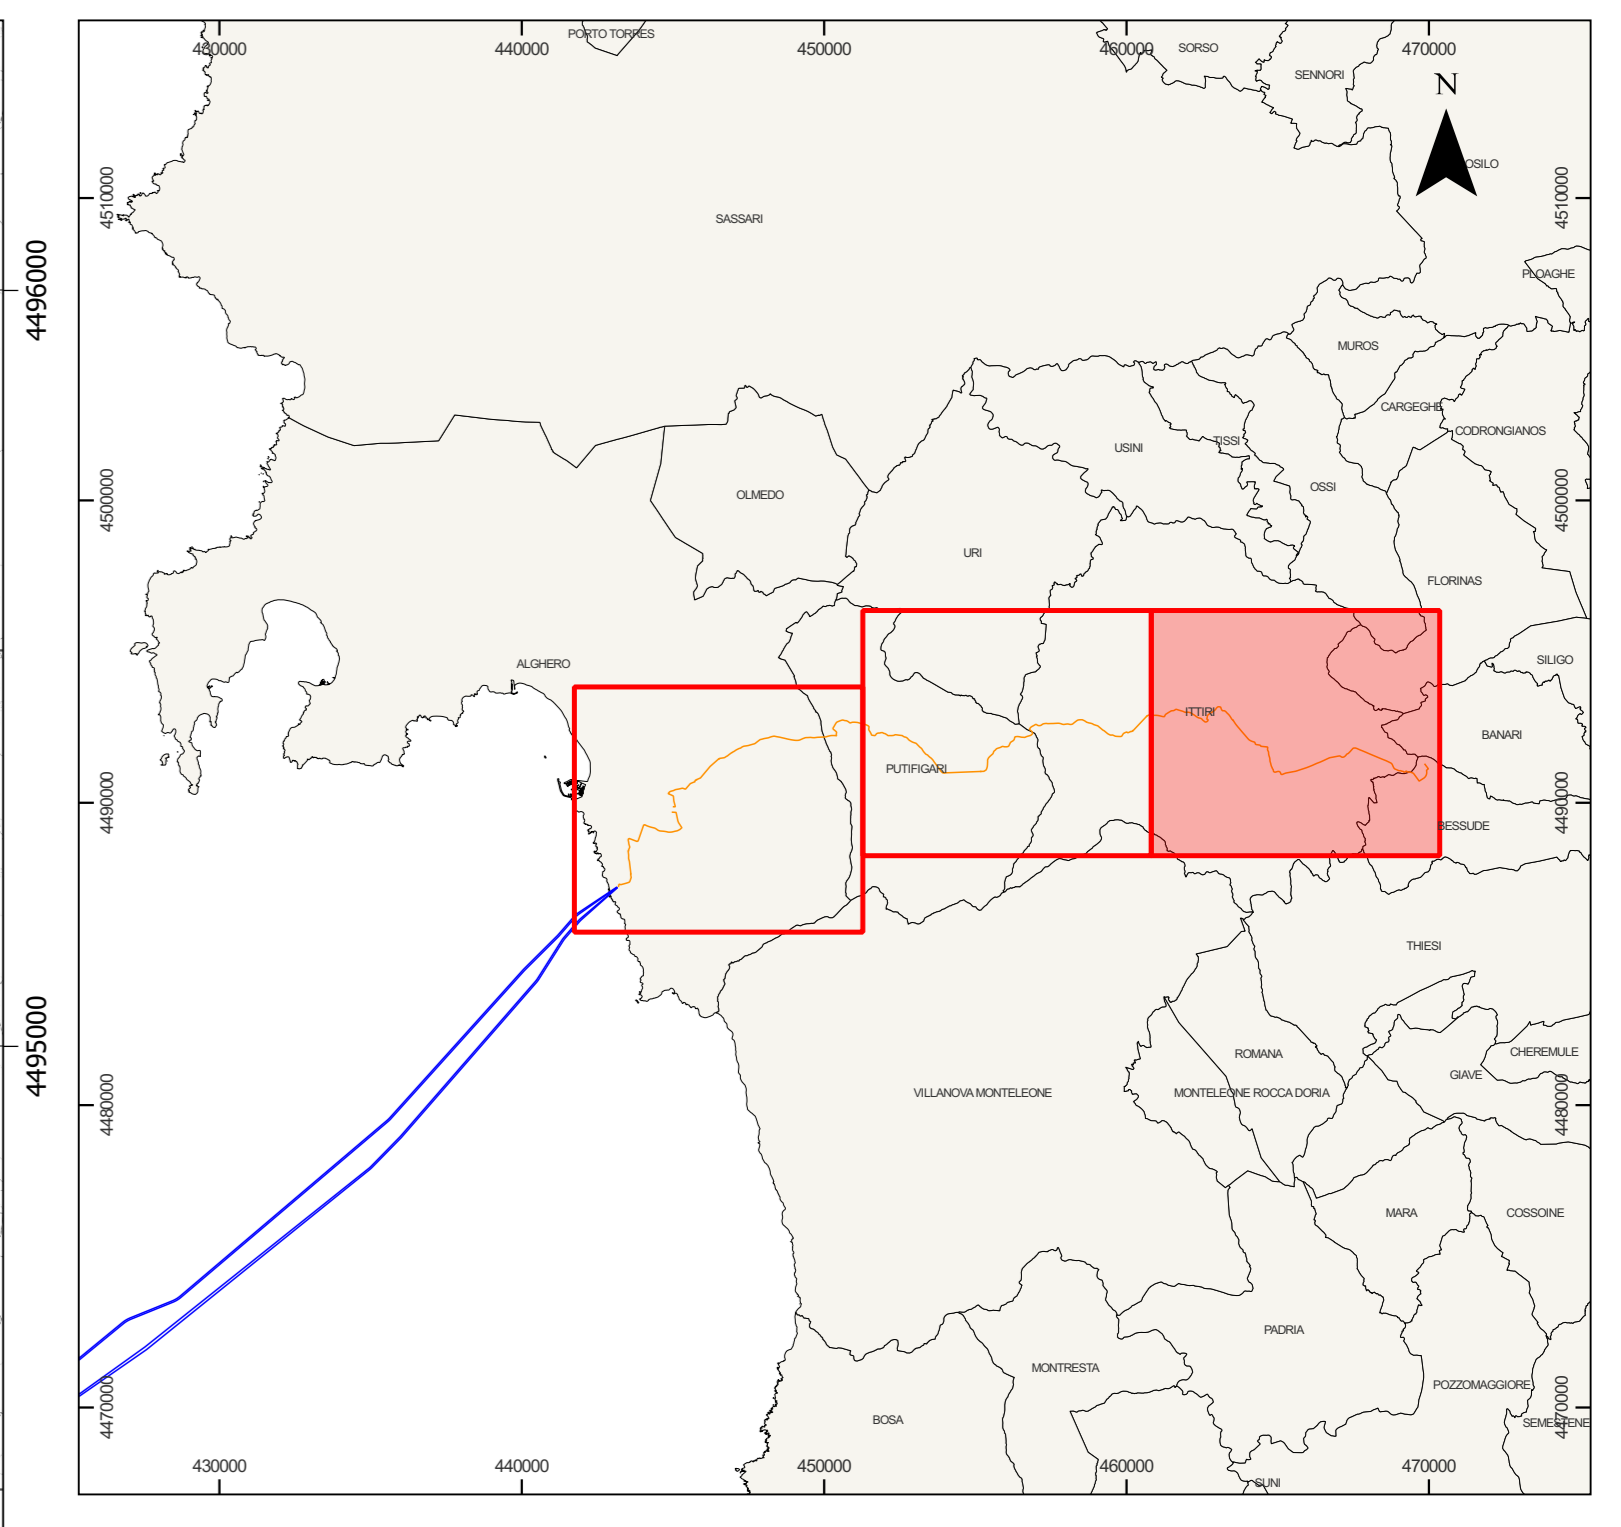 430000 440000 450000 460000 470000
PORTO TORRES
SORSO
SENNORI
N
OSILO
4510000 4510000
SASSARI
4496000
PLOAGHE
MUROS
CARGEGHE
CODRONGIANOS
TISSI
USINI
OSSI
OLMEDO
4500000 4500000
URI
FLORINAS
ALGHERO
SILIGO
ITTIRI
BANARI
PUTIFIGARI
4490000 4490000
BESSUDE
THIESI
4495000
ROMANA
CHEREMULE
GIAVE
VILLANOVA MONTELEONE
MONTELEONE ROCCA DORIA
4480000 4480000
MARA
COSSOINE
PADRIA
MONTRESTA
POZZOMAGGIORE
4470000 4470000
BOSA
SEMESTENE
430000 440000 450000 460000 470000
SUNI